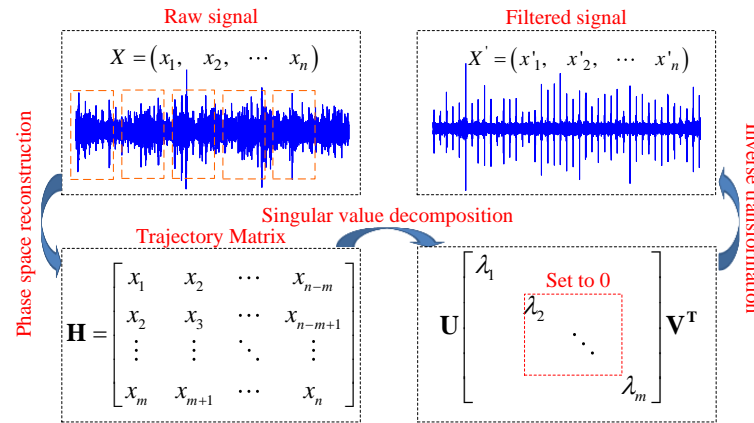 Raw signal
Filtered signal
X = (x₁, x₂, ⋯ xₙ)
X' = (x'₁, x'₂, ⋯ x'ₙ)
Phase space reconstruction
Inverse transformation
Singular value decomposition
Trajectory Matrix
Set to 0
H = [ x₁ x₂ ⋯ xₙ₋ₘ
x₂ x₃ ⋯ xₙ₋ₘ₊₁
⋮ ⋮ ⋱ ⋮
xₘ xₘ₊₁ ⋯ xₙ ]
U [ λ₁
λ₂
⋱
λₘ ] Vᵀ